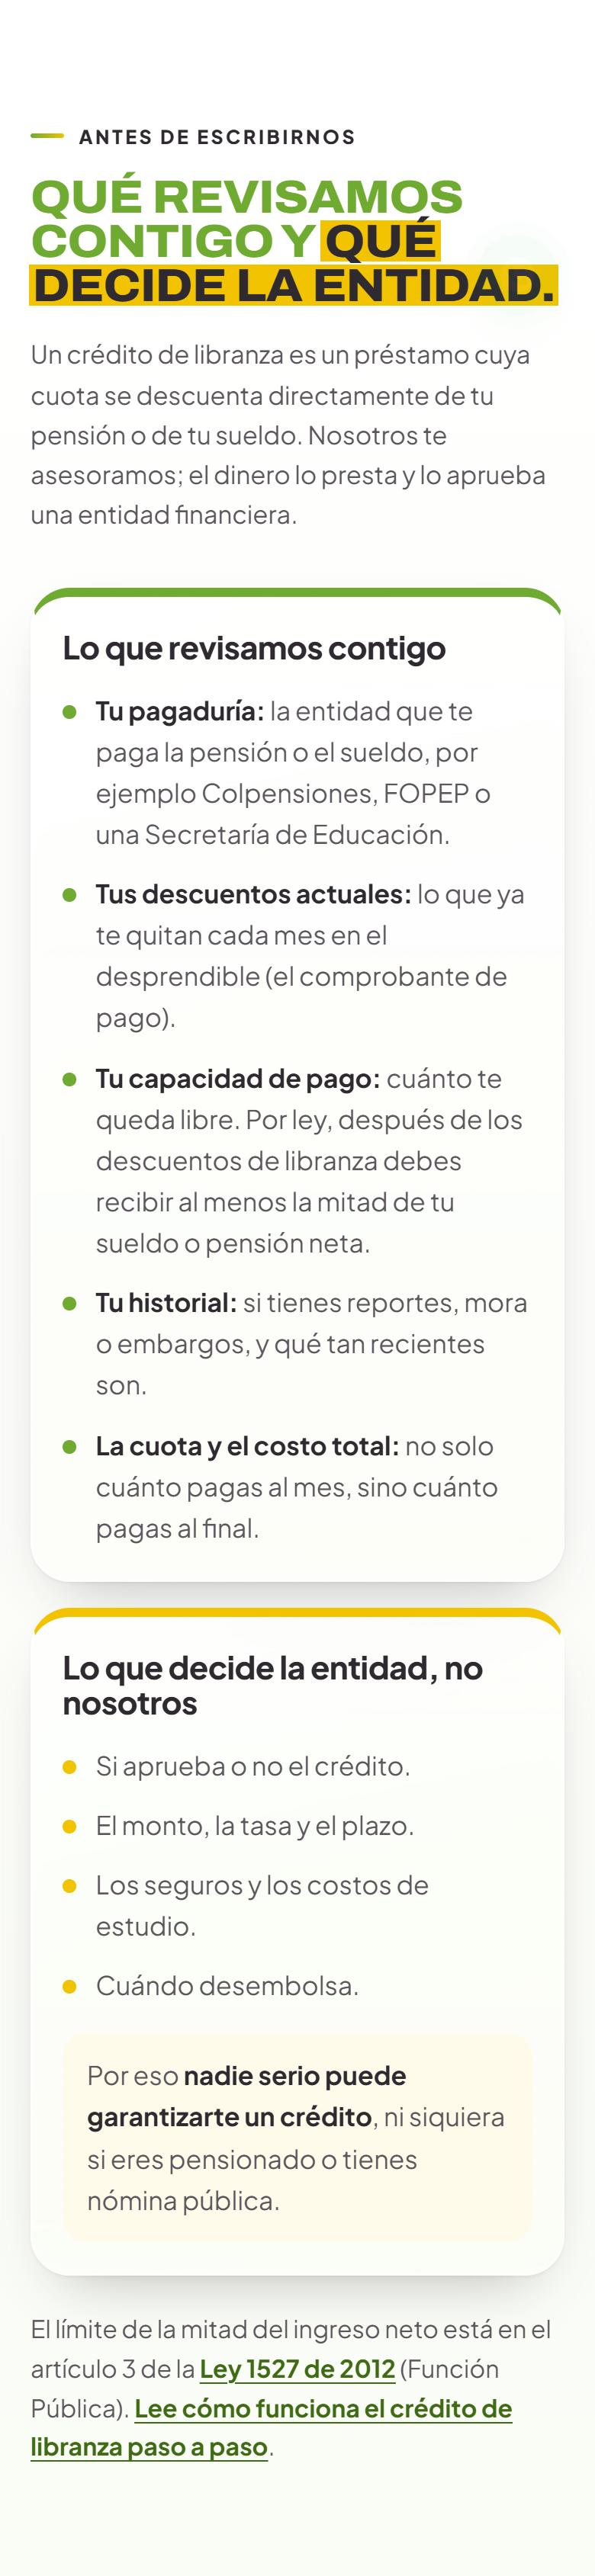 ANTES DE ESCRIBIRNOS
QUÉ REVISAMOS
CONTIGO Y QUÉ
DECIDE LA ENTIDAD.
Un crédito de libranza es un préstamo cuya
cuota se descuenta directamente de tu
pensión o de tu sueldo. Nosotros te
asesoramos; el dinero lo presta y lo aprueba
una entidad financiera.
Lo que revisamos contigo
Tu pagaduría: la entidad que te
paga la pensión o el sueldo, por
ejemplo Colpensiones, FOPEP o
una Secretaría de Educación.
Tus descuentos actuales: lo que ya
te quitan cada mes en el
desprendible (el comprobante de
pago).
Tu capacidad de pago: cuánto te
queda libre. Por ley, después de los
descuentos de libranza debes
recibir al menos la mitad de tu
sueldo o pensión neta.
Tu historial: si tienes reportes, mora
o embargos, y qué tan recientes
son.
La cuota y el costo total: no solo
cuánto pagas al mes, sino cuánto
pagas al final.
Lo que decide la entidad, no
nosotros
Si aprueba o no el crédito.
El monto, la tasa y el plazo.
Los seguros y los costos de
estudio.
Cuándo desembolsa.
Por eso nadie serio puede
garantizarte un crédito, ni siquiera
si eres pensionado o tienes
nómina pública.
El límite de la mitad del ingreso neto está en el
artículo 3 de la Ley 1527 de 2012 (Función
Pública). Lee cómo funciona el crédito de
libranza paso a paso.